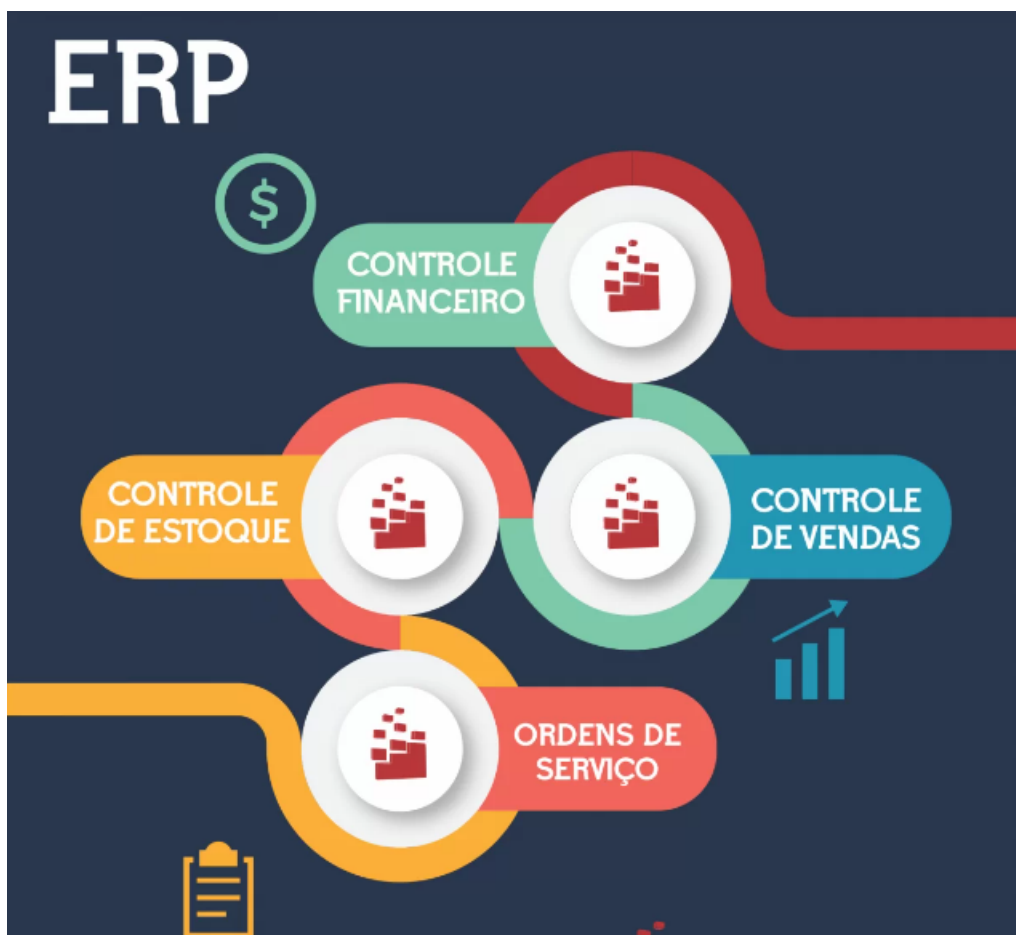 ERP
$
CONTROLE
FINANCEIRO
CONTROLE
DE ESTOQUE
CONTROLE
DE VENDAS
ORDENS DE
SERVIÇO